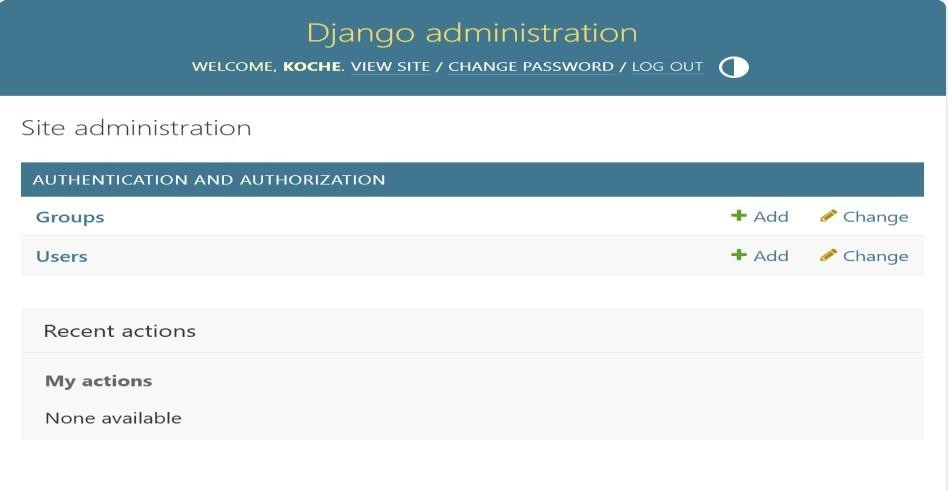 Django administration
WELCOME, KOCHE. VIEW SITE / CHANGE PASSWORD / LOG OUT
Site administration
AUTHENTICATION AND AUTHORIZATION
Groups Add Change
Users Add Change
Recent actions
My actions
None available